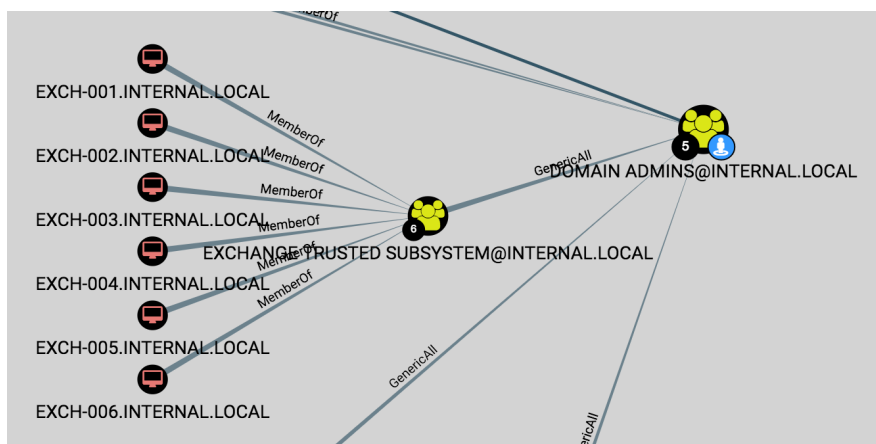 berOf
EXCH-001.INTERNAL.LOCAL
MemberOf
EXCH-002.INTERNAL.LOCAL
MemberOf
GenericAll
5
DOMAIN ADMINS@INTERNAL.LOCAL
MemberOf
EXCH-003.INTERNAL.LOCAL
MemberOf
6
EXCHANGE TRUSTED SUBSYSTEM@INTERNAL.LOCAL
MemberOf
EXCH-004.INTERNAL.LOCAL
MemberOf
EXCH-005.INTERNAL.LOCAL
GenericAll
EXCH-006.INTERNAL.LOCAL
ericAll